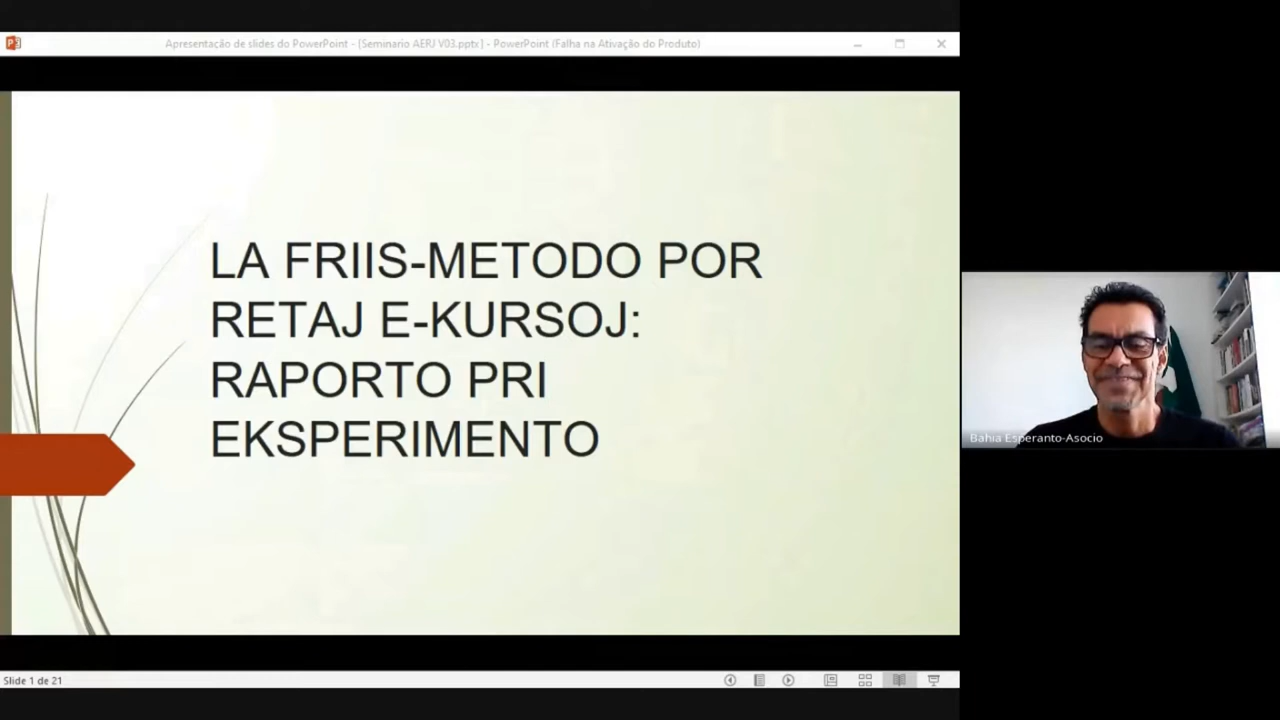 Apresentação de slides do PowerPoint - [Seminario AERJ V03.pptx] - PowerPoint (Falha na Ativação do Produto)
LA FRIIS-METODO POR
RETAJ E-KURSOJ:
RAPORTO PRI
EKSPERIMENTO
Bahia Esperanto-Asocio
Slide 1 de 21